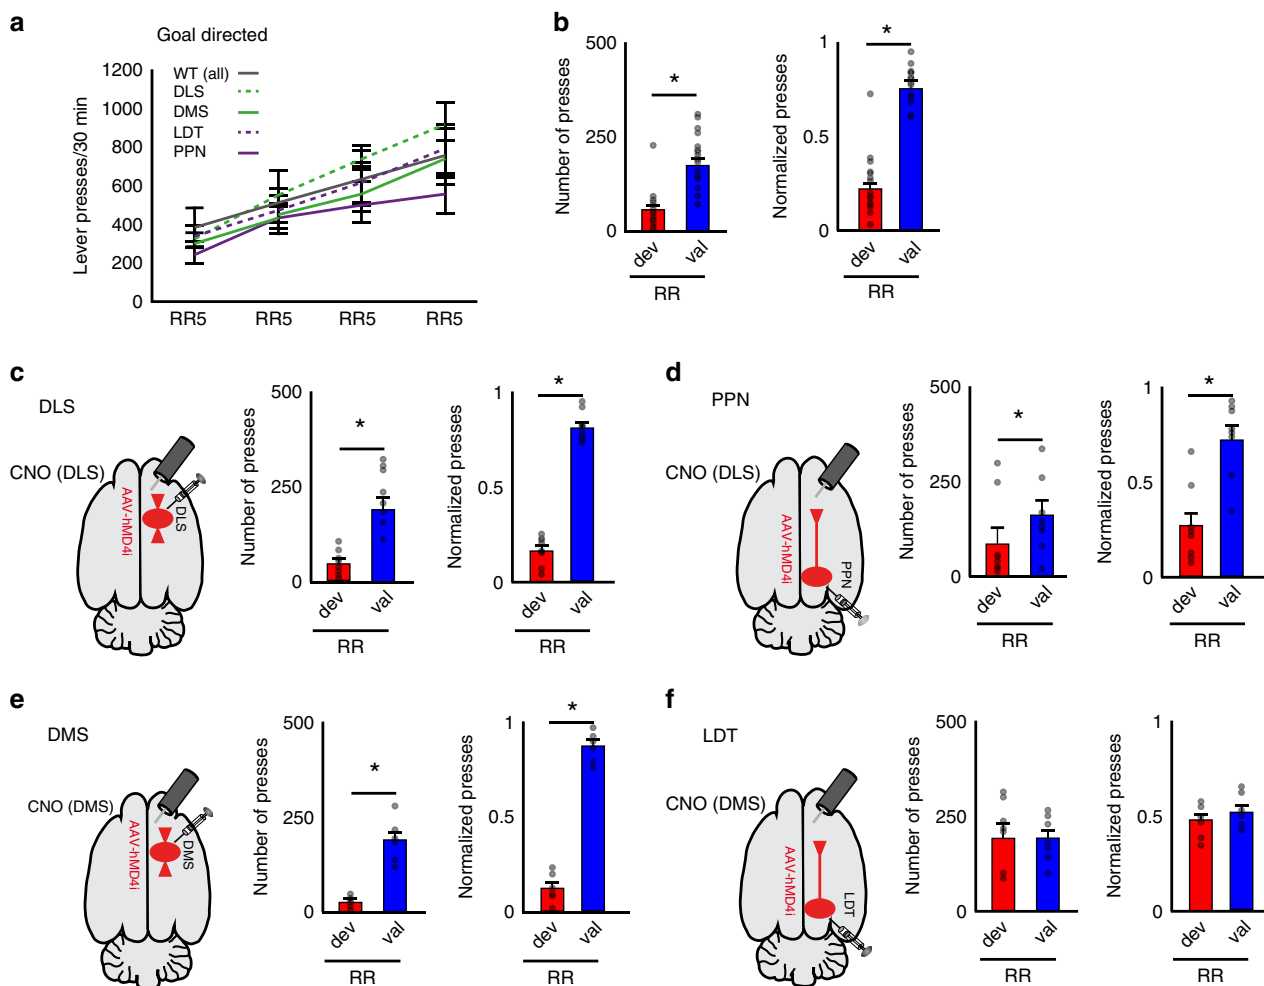 a
Goal directed
Lever presses/30 min
1200
1000
800
600
400
200
0
WT (all)
DLS
DMS
LDT
PPN
RR5
RR5
RR5
RR5
b
Number of presses
500
250
0
*
dev
val
RR
Normalized presses
1
0.5
0
*
dev
val
RR
c
DLS
CNO (DLS)
AAV-hMD4i
DLS
Number of presses
500
250
0
*
dev
val
RR
Normalized presses
1
0.5
0
*
dev
val
RR
d
PPN
CNO (DLS)
AAV-hMD4i
PPN
Number of presses
500
250
0
*
dev
val
RR
Normalized presses
1
0.5
0
*
dev
val
RR
e
DMS
CNO (DMS)
AAV-hMD4i
DMS
Number of presses
500
250
0
*
dev
val
RR
Normalized presses
1
0.5
0
*
dev
val
RR
f
LDT
CNO (DMS)
AAV-hMD4i
LDT
Number of presses
500
250
0
dev
val
RR
Normalized presses
1
0.5
0
dev
val
RR